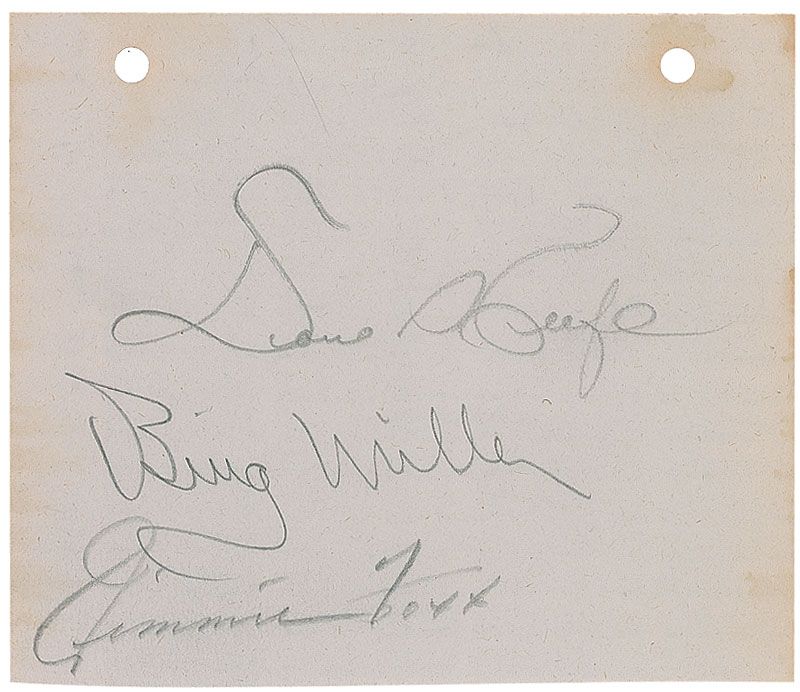 Dave Keefe
Bing Miller
Jimmie Foxx